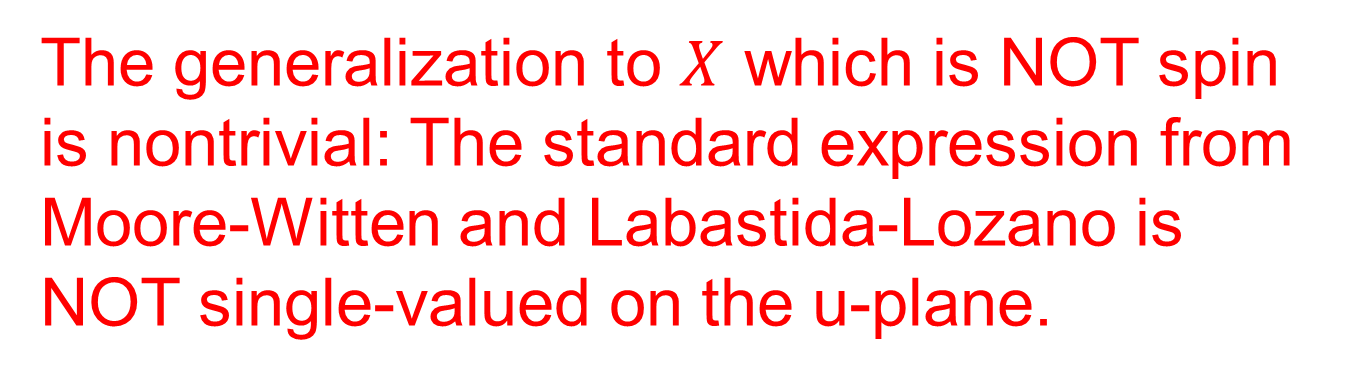 The generalization to X which is NOT spin
is nontrivial: The standard expression from
Moore-Witten and Labastida-Lozano is
NOT single-valued on the u-plane.